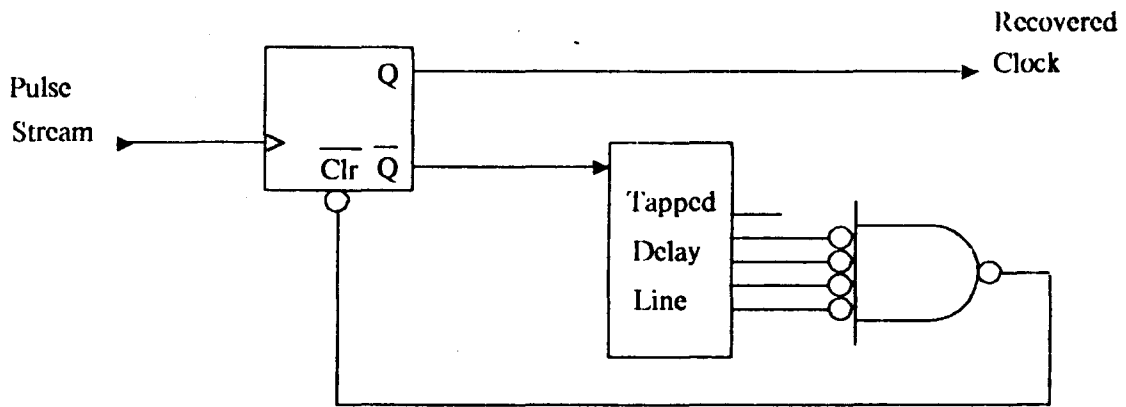 Recovered
Clock
Pulse
Stream
Q
Clr Q
Tapped
Delay
Line